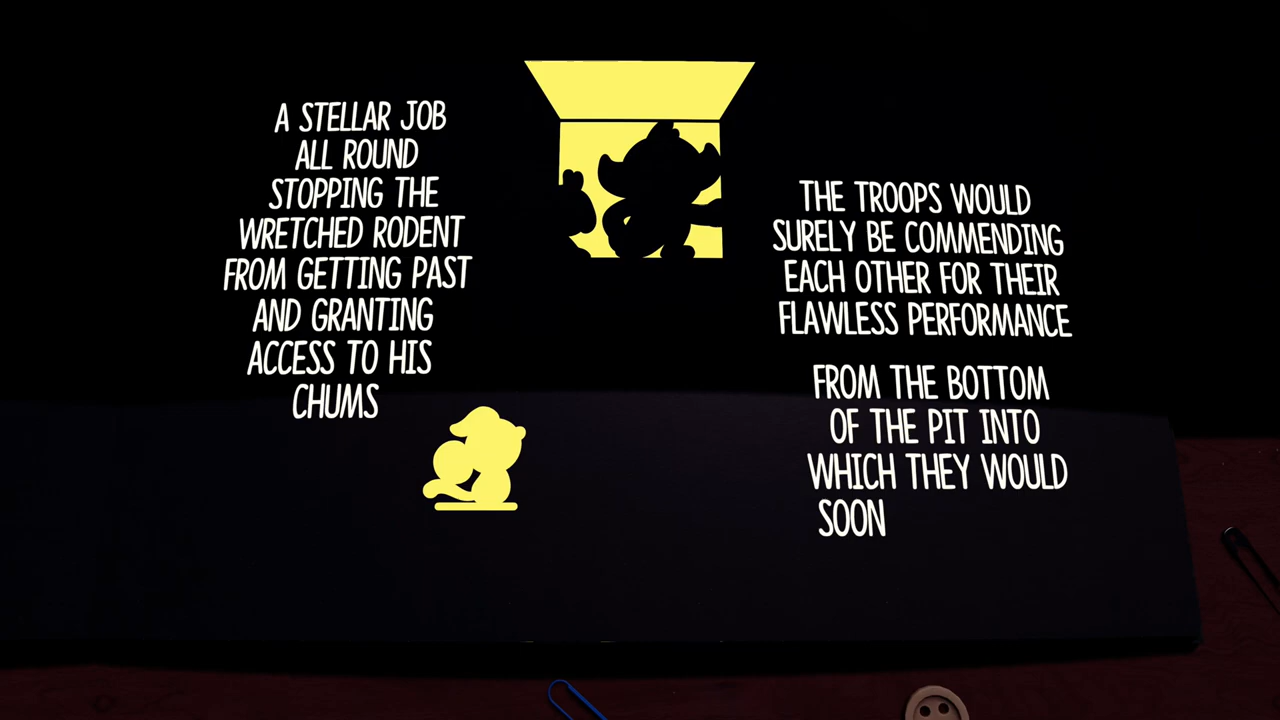 A STELLAR JOB
ALL ROUND
STOPPING THE
WRETCHED RODENT
FROM GETTING PAST
AND GRANTING
ACCESS TO HIS
CHUMS
THE TROOPS WOULD
SURELY BE COMMENDING
EACH OTHER FOR THEIR
FLAWLESS PERFORMANCE
FROM THE BOTTOM
OF THE PIT INTO
WHICH THEY WOULD
SOON